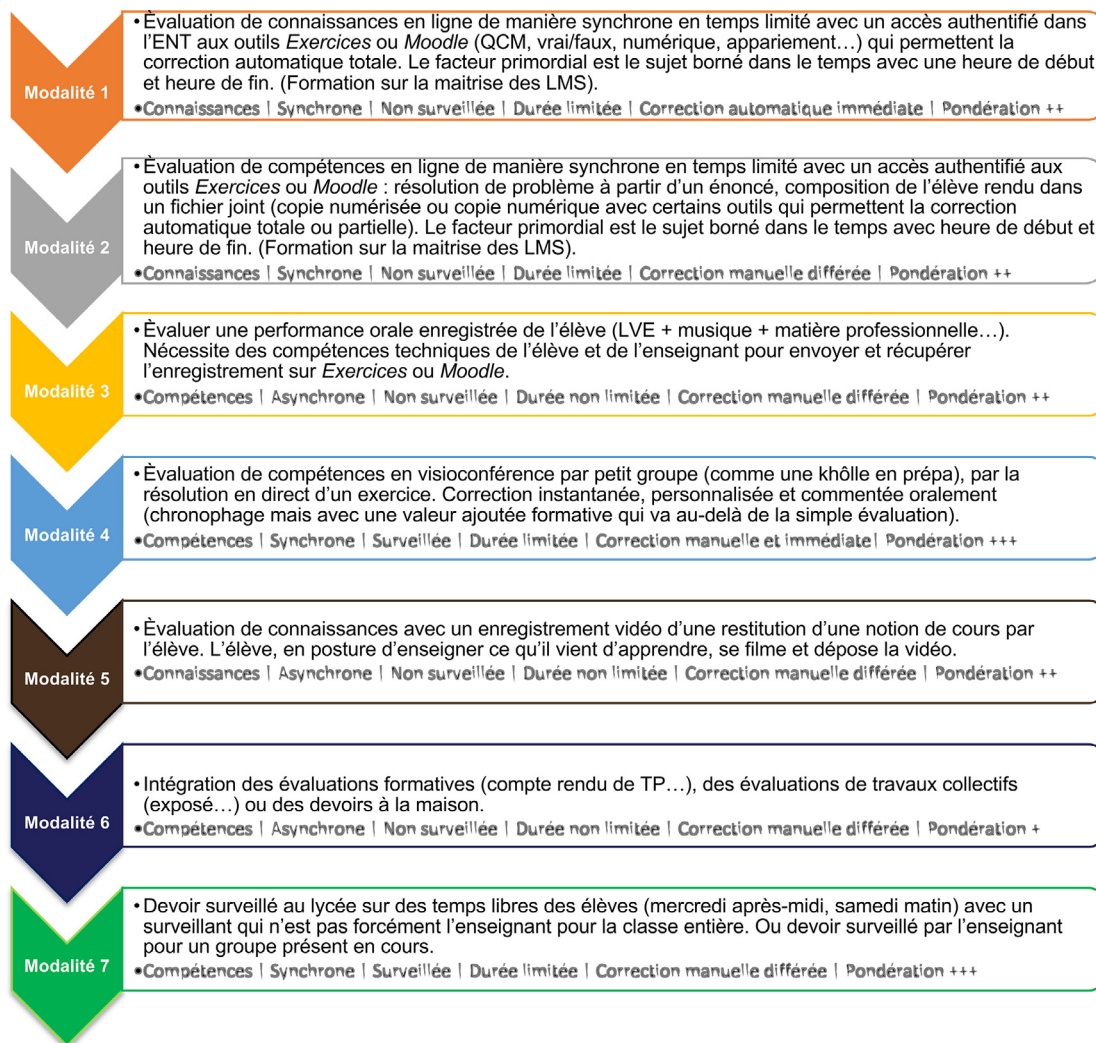 Modalité 1
• Èvaluation de connaissances en ligne de manière synchrone en temps limité avec un accès authentifié dans
l’ENT aux outils Exercices ou Moodle (QCM, vrai/faux, numérique, appariement…) qui permettent la
correction automatique totale. Le facteur primordial est le sujet borné dans le temps avec une heure de début
et heure de fin. (Formation sur la maitrise des LMS).
•Connaissances | Synchrone | Non surveillée | Durée limitée | Correction automatique immédiate | Pondération ++
Modalité 2
• Èvaluation de compétences en ligne de manière synchrone en temps limité avec un accès authentifié aux
outils Exercices ou Moodle : résolution de problème à partir d’un énoncé, composition de l’élève rendu dans
un fichier joint (copie numérisée ou copie numérique avec certains outils qui permettent la correction
automatique totale ou partielle). Le facteur primordial est le sujet borné dans le temps avec heure de début et
heure de fin. (Formation sur la maitrise des LMS).
•Connaissances | Synchrone | Non surveillée | Durée limitée | Correction manuelle différée | Pondération ++
Modalité 3
• Èvaluer une performance orale enregistrée de l’élève (LVE + musique + matière professionnelle…).
Nécessite des compétences techniques de l’élève et de l’enseignant pour envoyer et récupérer
l’enregistrement sur Exercices ou Moodle.
•Compétences | Asynchrone | Non surveillée | Durée non limitée | Correction manuelle différée | Pondération ++
Modalité 4
• Èvaluation de compétences en visioconférence par petit groupe (comme une khôlle en prépa), par la
résolution en direct d’un exercice. Correction instantanée, personnalisée et commentée oralement
(chronophage mais avec une valeur ajoutée formative qui va au-delà de la simple évaluation).
•Compétences | Synchrone | Surveillée | Durée limitée | Correction manuelle et immédiate| Pondération +++
Modalité 5
• Èvaluation de connaissances avec un enregistrement vidéo d’une restitution d’une notion de cours par
l’élève. L’élève, en posture d’enseigner ce qu’il vient d’apprendre, se filme et dépose la vidéo.
•Connaissances | Asynchrone | Non surveillée | Durée non limitée | Correction manuelle différée | Pondération ++
Modalité 6
• Intégration des évaluations formatives (compte rendu de TP…), des évaluations de travaux collectifs
(exposé…) ou des devoirs à la maison.
•Compétences | Asynchrone | Non surveillée | Durée non limitée | Correction manuelle différée | Pondération +
Modalité 7
• Devoir surveillé au lycée sur des temps libres des élèves (mercredi après-midi, samedi matin) avec un
surveillant qui n’est pas forcément l’enseignant pour la classe entière. Ou devoir surveillé par l’enseignant
pour un groupe présent en cours.
•Compétences | Synchrone | Surveillée | Durée limitée | Correction manuelle différée | Pondération +++